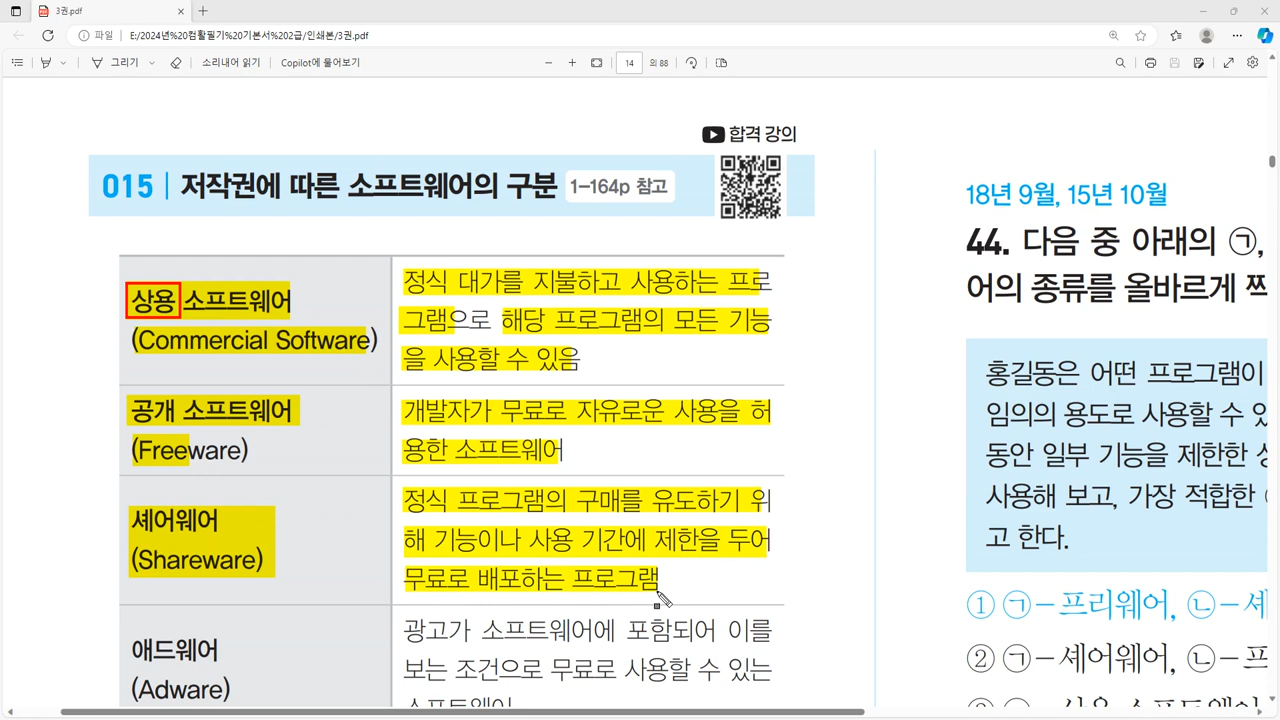 3권.pdf
파일
E:/2024년%20컴활필기%20기본서%202급/인쇄본/3권.pdf
그리기
소리내어 읽기
Copilot에 물어보기
14
의 88
합격 강의
015
저작권에 따른 소프트웨어의 구분
1-164p 참고
상용 소프트웨어
(Commercial Software)
정식 대가를 지불하고 사용하는 프로
그램으로 해당 프로그램의 모든 기능
을 사용할 수 있음
공개 소프트웨어
(Freeware)
개발자가 무료로 자유로운 사용을 허
용한 소프트웨어
셰어웨어
(Shareware)
정식 프로그램의 구매를 유도하기 위
해 기능이나 사용 기간에 제한을 두어
무료로 배포하는 프로그램
애드웨어
(Adware)
광고가 소프트웨어에 포함되어 이를
보는 조건으로 무료로 사용할 수 있는
소프트웨어
18년 9월, 15년 10월
44. 다음 중 아래의 ㉠,
어의 종류를 올바르게 짝
홍길동은 어떤 프로그램이
임의의 용도로 사용할 수 있
동안 일부 기능을 제한한
사용해 보고, 가장 적합한
고 한다.
① ㉠-프리웨어, ㉡-셰
② ㉠-셰어웨어, ㉡-프
상용 소프트웨어